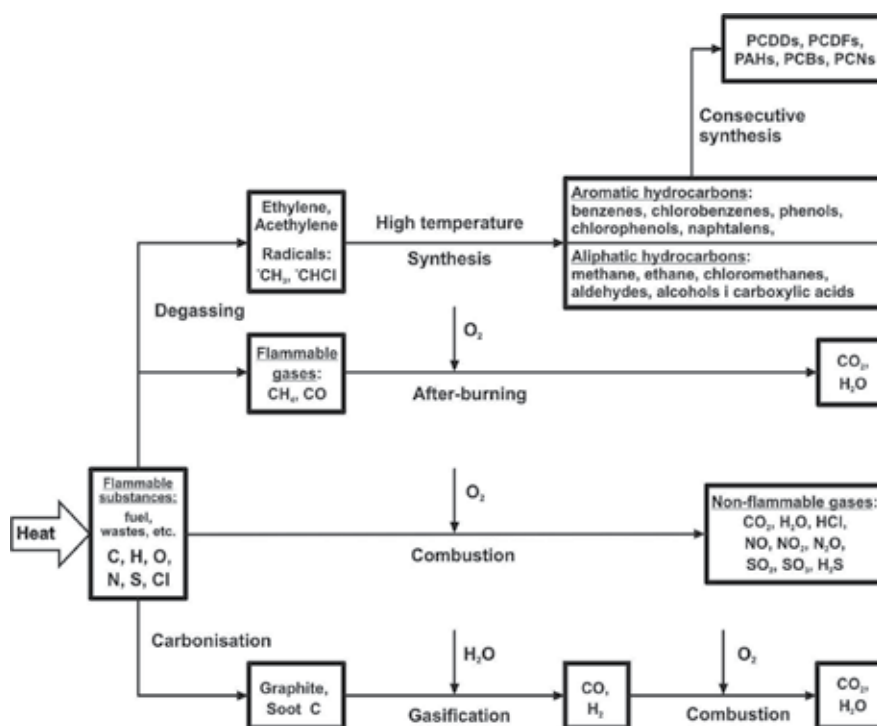 PCDDs, PCDFs,
PAHs, PCBs, PCNs
Consecutive
synthesis
Ethylene,
Acethylene
Radicals:
˙CH₃, ˙CHCl
High temperature
Synthesis
Aromatic hydrocarbons:
benzenes, chlorobenzenes, phenols,
chlorophenols, naphtalens,
Aliphatic hydrocarbons:
methane, ethane, chloromethanes,
aldehydes, alcohols i carboxylic acids
Degassing
O₂
Flammable
gases:
CH₄, CO
After-burning
CO₂,
H₂O
Heat
Flammable
substances:
fuel,
wastes, etc.
C, H, O,
N, S, Cl
O₂
Combustion
Non-flammable gases:
CO₂, H₂O, HCl,
NO, NO₂, N₂O,
SO₂, SO₃, H₂S
Carbonisation
H₂O
O₂
Graphite,
Soot C
Gasification
CO,
H₂
Combustion
CO₂,
H₂O